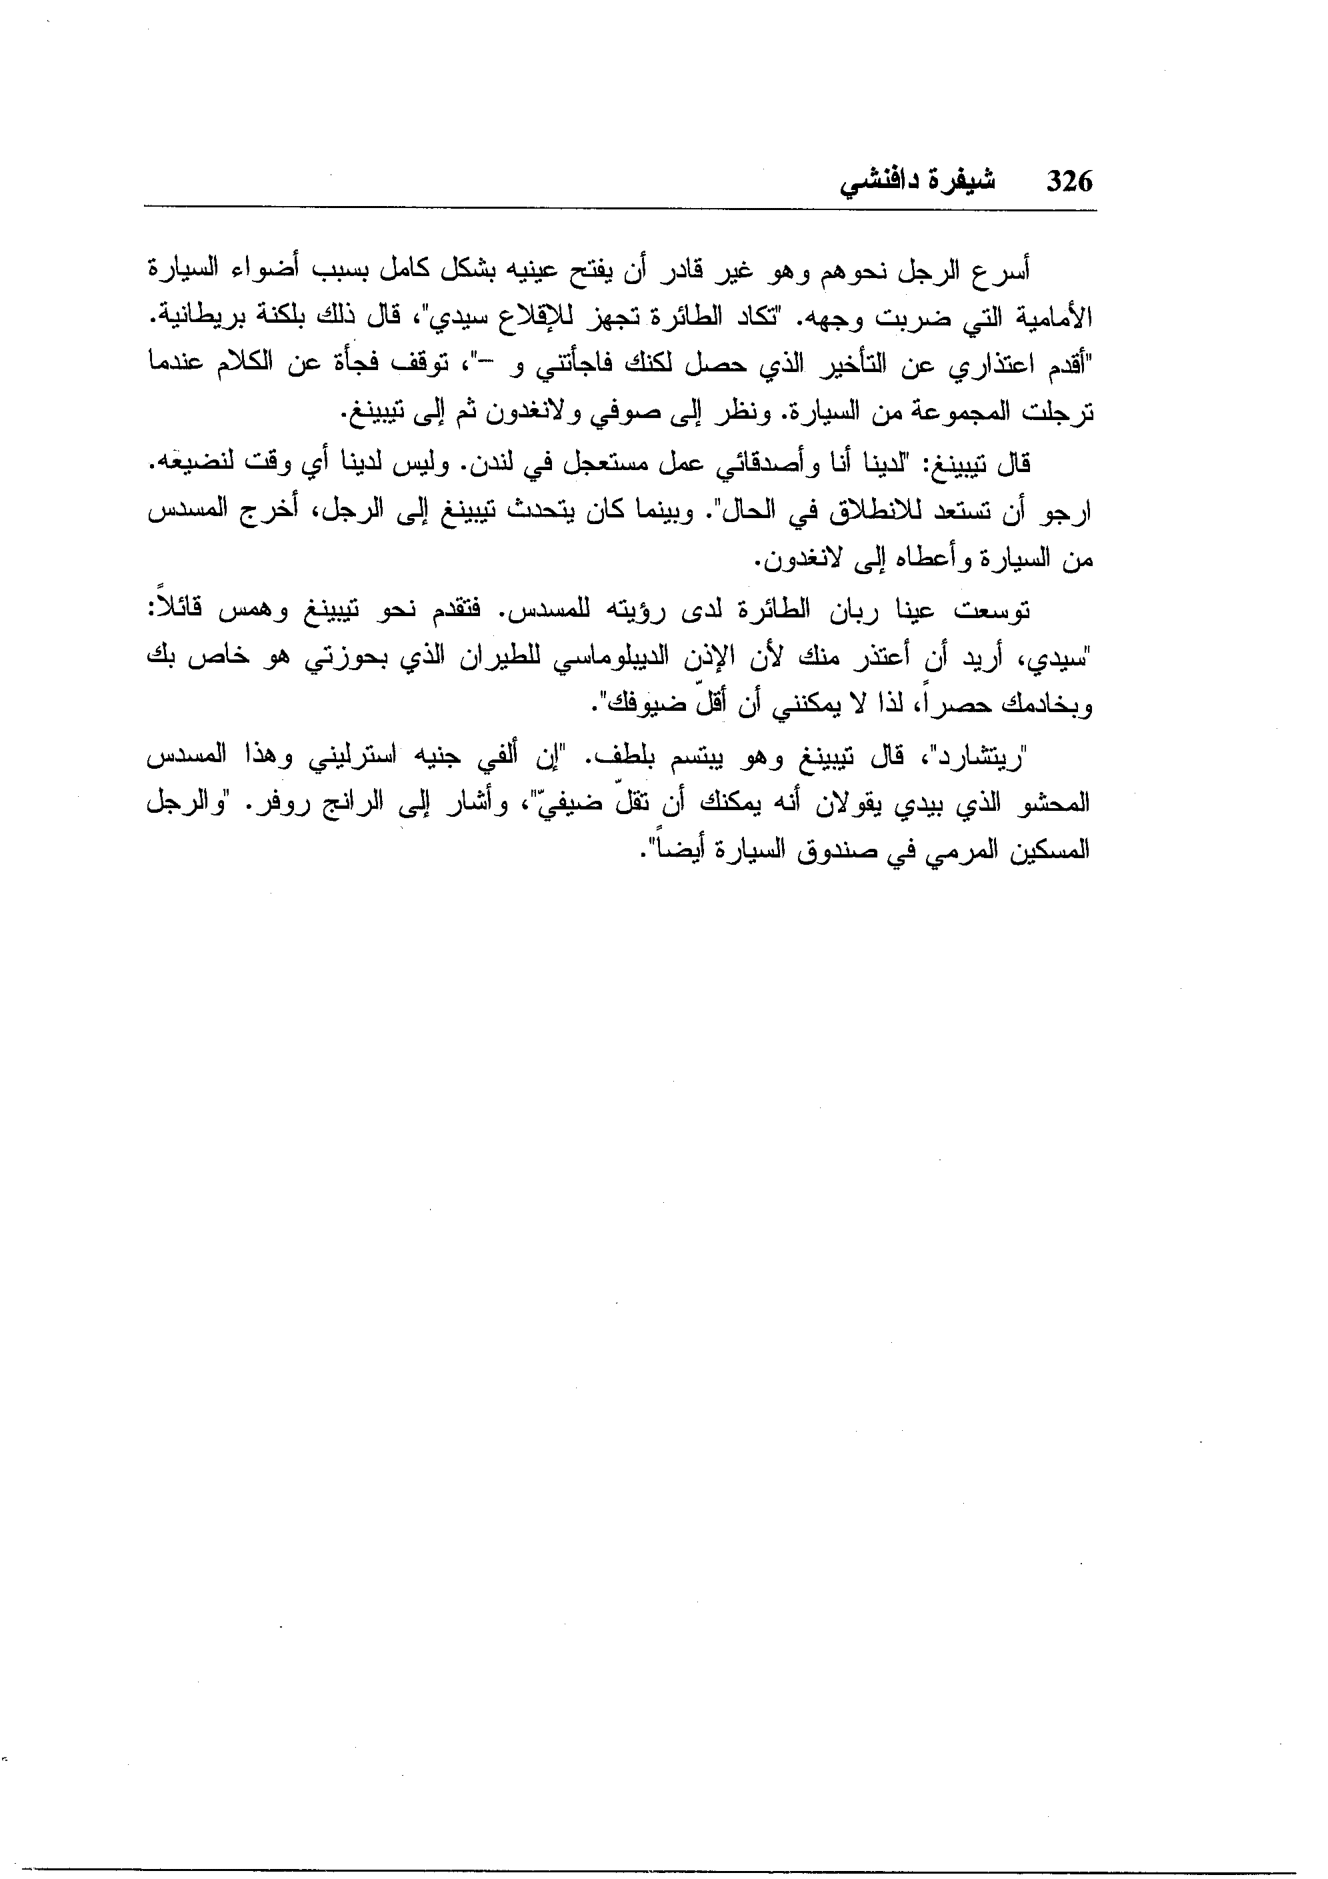 326 شيفرة دافنشي
أسرع الرجل نحوهم وهو غير قادر أن يفتح عينيه بشكل كامل بسبب أضواء السيارة
الأمامية التي ضربت وجهه. "تكاد الطائرة تجهز للإقلاع سيدي"، قال ذلك بلكنة بريطانية.
"أقدم اعتذاري عن التأخير الذي حصل لكنك فاجأتني و –"، توقف فجأة عن الكلام عندما
ترجلت المجموعة من السيارة. ونظر إلى صوفي ولانغدون ثم إلى تيبينغ.
قال تيبينغ: "لدينا أنا وأصدقائي عمل مستعجل في لندن. وليس لدينا أي وقت لنضيعه.
ارجو أن تستعد للانطلاق في الحال". وبينما كان يتحدث تيبينغ إلى الرجل، أخرج المسدس
من السيارة وأعطاه إلى لانغدون.
توسعت عينا ربان الطائرة لدى رؤيته للمسدس. فتقدم نحو تيبينغ وهمس قائلاً:
"سيدي، أريد أن أعتذر منك لأن الإذن الديبلوماسي للطيران الذي بحوزتي هو خاص بك
وبخادمك حصراً، لذا لا يمكنني أن أقلّ ضيوفك".
"ريتشارد"، قال تيبينغ وهو يبتسم بلطف. "إن ألفي جنيه استرليني وهذا المسدس
المحشو الذي بيدي يقولان أنه يمكنك أن تقلّ ضيفيّ"، وأشار إلى الرانج روفر. "والرجل
المسكين المرمي في صندوق السيارة أيضاً".